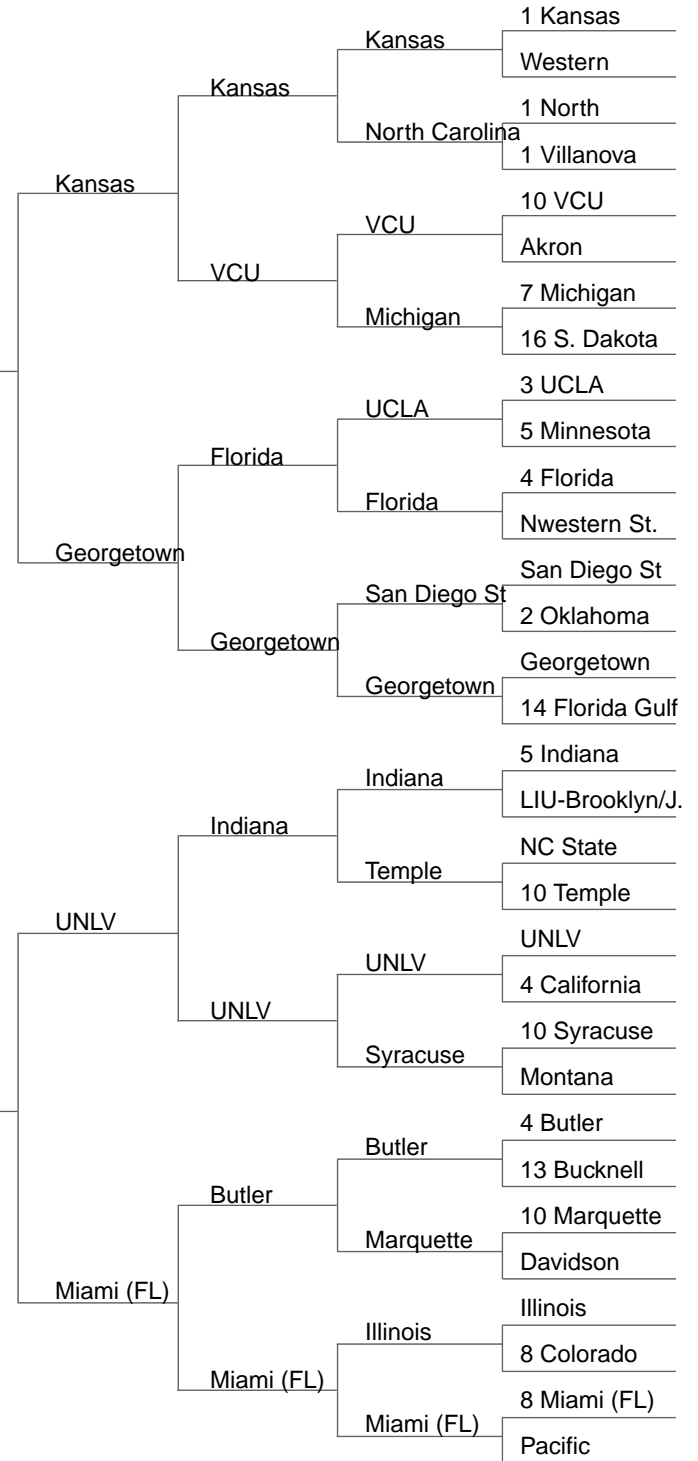 1 Kansas
Kansas
Western
Kansas
1 North
North Carolina
1 Villanova
Kansas
10 VCU
VCU
Akron
VCU
7 Michigan
Michigan
16 S. Dakota
3 UCLA
UCLA
5 Minnesota
Florida
4 Florida
Florida
Nwestern St.
Georgetown
San Diego St
San Diego St
2 Oklahoma
Georgetown
Georgetown
Georgetown
14 Florida Gulf
5 Indiana
Indiana
LIU-Brooklyn/J.
Indiana
NC State
Temple
10 Temple
UNLV
UNLV
UNLV
4 California
UNLV
10 Syracuse
Syracuse
Montana
4 Butler
Butler
13 Bucknell
Butler
10 Marquette
Marquette
Davidson
Miami (FL)
Illinois
Illinois
8 Colorado
Miami (FL)
8 Miami (FL)
Miami (FL)
Pacific